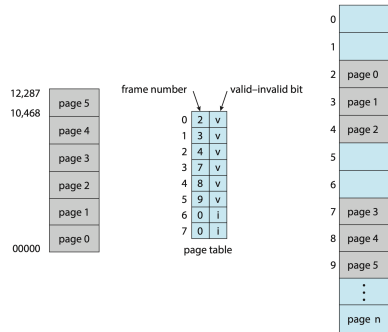 12,287
10,468
page 5
page 4
page 3
page 2
page 1
page 0
00000
frame number
valid–invalid bit
0 2 v
1 3 v
2 4 v
3 7 v
4 8 v
5 9 v
6 0 i
7 0 i
page table
0
1
2 page 0
3 page 1
4 page 2
5
6
7 page 3
8 page 4
9 page 5
⋮
page n